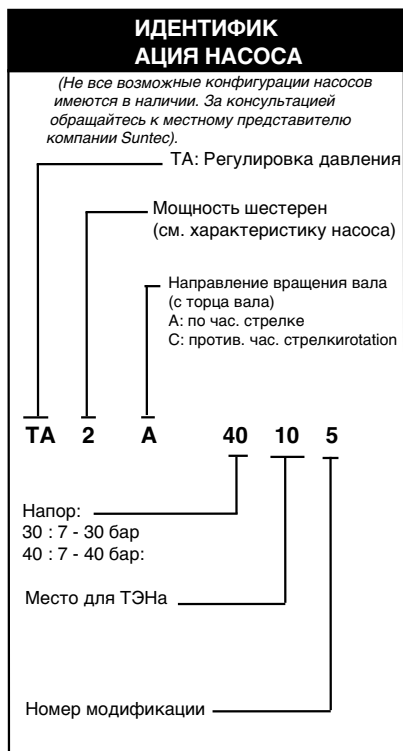 ИДЕНТИФИК
АЦИЯ НАСОСА
(Не все возможные конфигурации насосов
имеются в наличии. За консультацией
обращайтесь к местному представителю
компании Suntec).
TA: Регулировка давления
Мощность шестерен
(см. характеристику насоса)
Направление вращения вала
(с торца вала)
А: по час. стрелке
С: против. час. стрелкиrotation
TA 2 A 40 10 5
Напор:
30 : 7 - 30 бар
40 : 7 - 40 бар:
Место для ТЭНа
Номер модификации